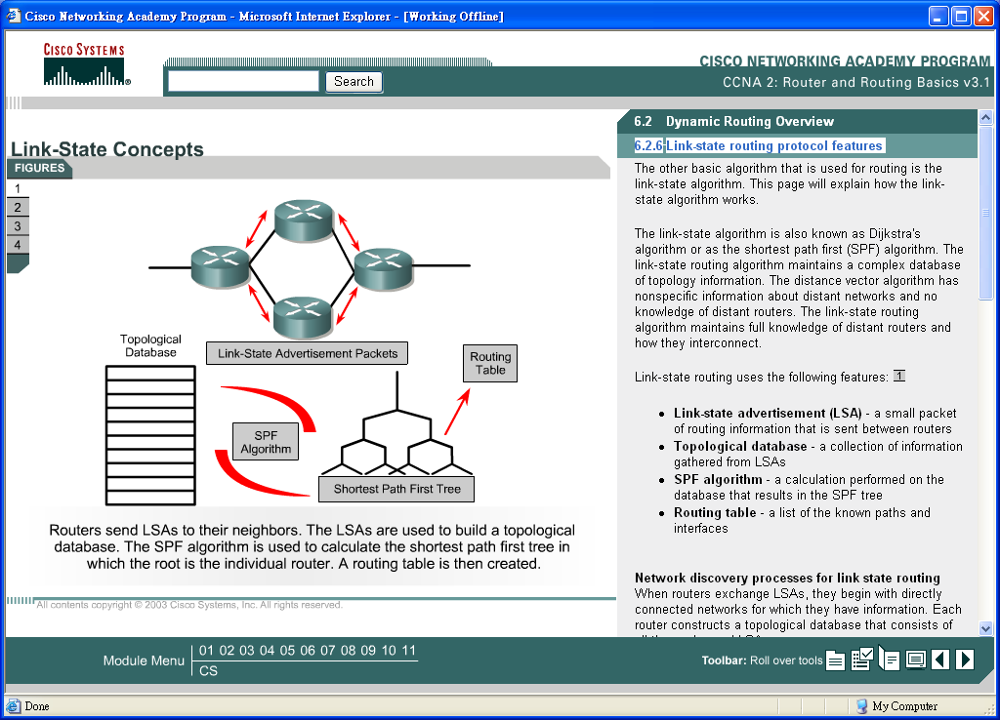 Cisco Networking Academy Program - Microsoft Internet Explorer - [Working Offline]
CISCO SYSTEMS
®
Search
CISCO NETWORKING ACADEMY PROGRAM
CCNA 2: Router and Routing Basics v3.1
Link-State Concepts
FIGURES
1
2
3
4
Topological
Database
Link-State Advertisement Packets
Routing
Table
SPF
Algorithm
Shortest Path First Tree
Routers send LSAs to their neighbors. The LSAs are used to build a topological
database. The SPF algorithm is used to calculate the shortest path first tree in
which the root is the individual router. A routing table is then created.
All contents copyright © 2003 Cisco Systems, Inc. All rights reserved.
6.2 Dynamic Routing Overview
6.2.6 Link-state routing protocol features
The other basic algorithm that is used for routing is the
link-state algorithm. This page will explain how the link-
state algorithm works.
The link-state algorithm is also known as Dijkstra's
algorithm or as the shortest path first (SPF) algorithm. The
link-state routing algorithm maintains a complex database
of topology information. The distance vector algorithm has
nonspecific information about distant networks and no
knowledge of distant routers. The link-state routing
algorithm maintains full knowledge of distant routers and
how they interconnect.
Link-state routing uses the following features: 1
• Link-state advertisement (LSA) - a small packet
of routing information that is sent between routers
• Topological database - a collection of information
gathered from LSAs
• SPF algorithm - a calculation performed on the
database that results in the SPF tree
• Routing table - a list of the known paths and
interfaces
Network discovery processes for link state routing
When routers exchange LSAs, they begin with directly
connected networks for which they have information. Each
router constructs a topological database that consists of
Module Menu
01 02 03 04 05 06 07 08 09 10 11
CS
Toolbar: Roll over tools
Done
My Computer